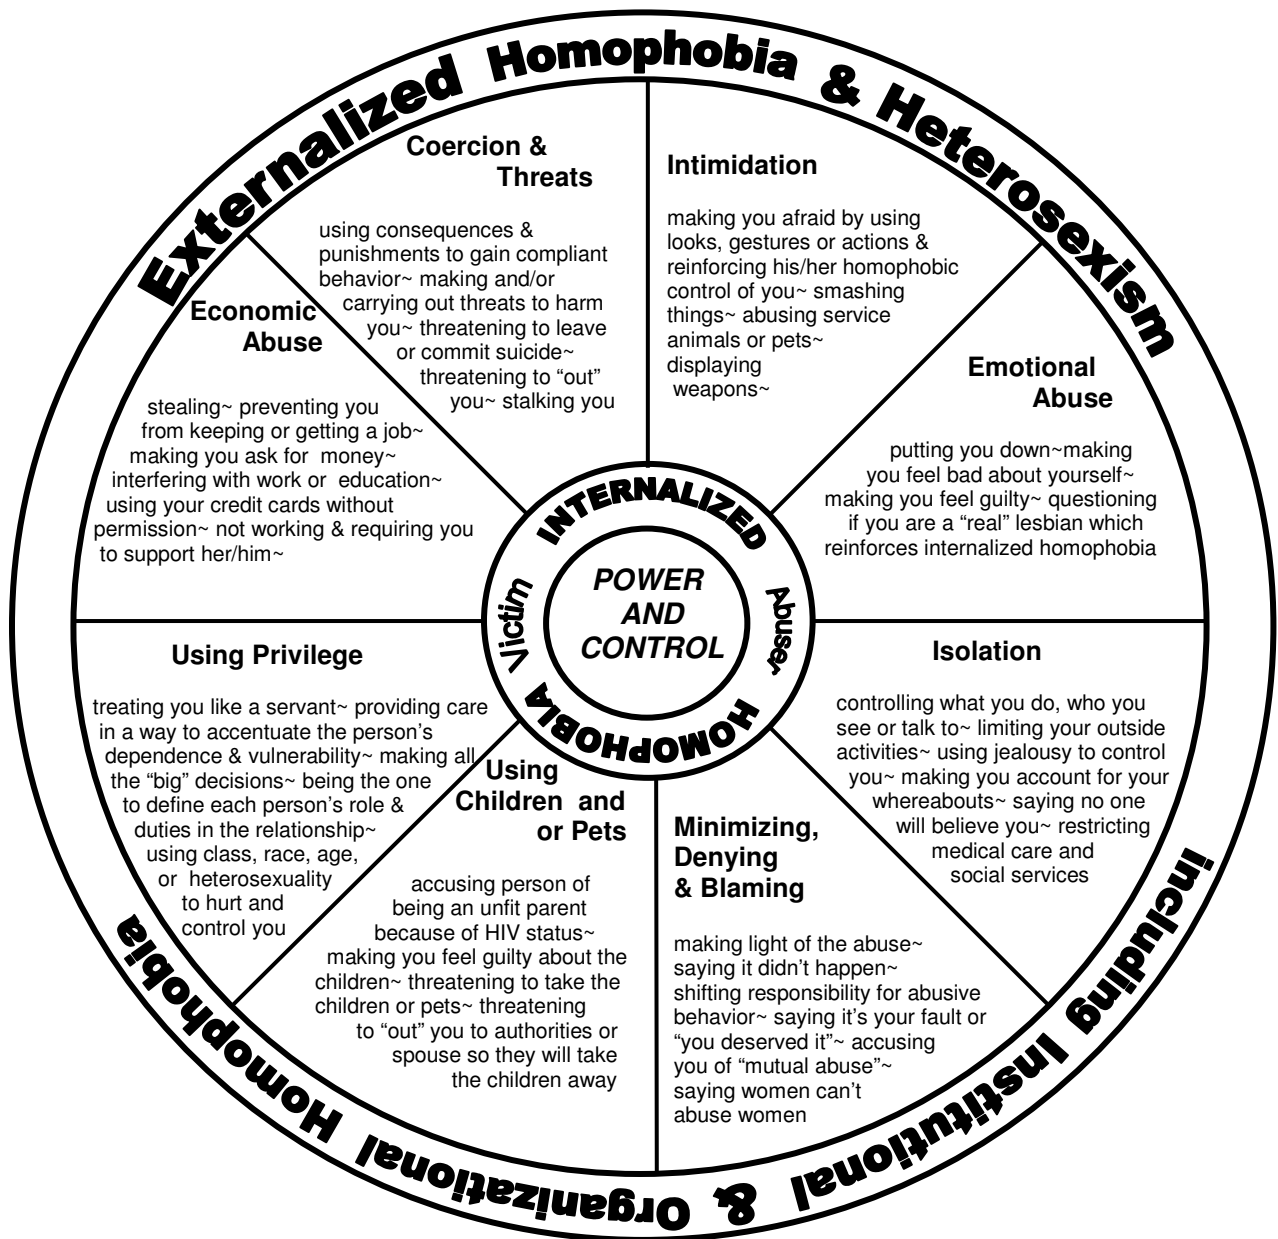 Externalized Homophobia & Heterosexism
including Institutional & Organizational Homophobia
Coercion &
Threats
using consequences &
punishments to gain compliant
behavior~ making and/or
carrying out threats to harm
you~ threatening to leave
or commit suicide~
threatening to “out”
you~ stalking you
Intimidation
making you afraid by using
looks, gestures or actions &
reinforcing his/her homophobic
control of you~ smashing
things~ abusing service
animals or pets~
displaying
weapons~
Emotional
Abuse
putting you down~making
you feel bad about yourself~
making you feel guilty~ questioning
if you are a “real” lesbian which
reinforces internalized homophobia
Isolation
controlling what you do, who you
see or talk to~ limiting your outside
activities~ using jealousy to control
you~ making you account for your
whereabouts~ saying no one
will believe you~ restricting
medical care and
social services
Minimizing,
Denying
& Blaming
making light of the abuse~
saying it didn’t happen~
shifting responsibility for abusive
behavior~ saying it’s your fault or
“you deserved it”~ accusing
you of “mutual abuse”~
saying women can’t
abuse women
Using
Children and
or Pets
accusing person of
being an unfit parent
because of HIV status~
making you feel guilty about the
children~ threatening to take the
children or pets~ threatening
to “out” you to authorities or
spouse so they will take
the children away
Using Privilege
treating you like a servant~ providing care
in a way to accentuate the person’s
dependence & vulnerability~ making all
the “big” decisions~ being the one
to define each person’s role &
duties in the relationship~
using class, race, age,
or heterosexuality
to hurt and
control you
Economic
Abuse
stealing~ preventing you
from keeping or getting a job~
making you ask for money~
interfering with work or education~
using your credit cards without
permission~ not working & requiring you
to support her/him~
INTERNALIZED
HOMOPHOBIA
Victim
Abuser
POWER
AND
CONTROL